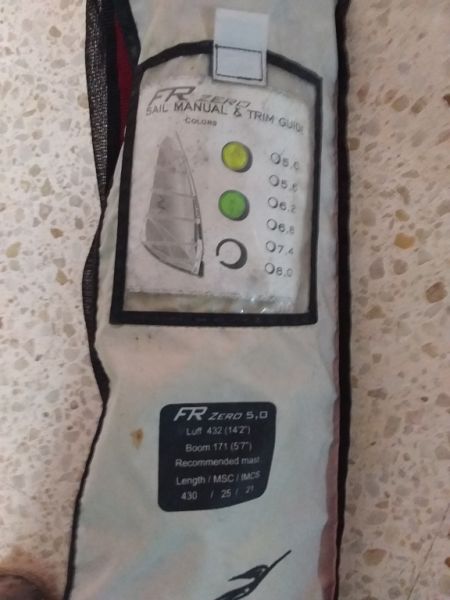 FR ZERO
SAIL MANUAL & TRIM GUIDE
COLORS
5.0
5.6
6.2
6.8
7.4
8.0
FR ZERO 5,0
Luff 432 (14'2")
Boom 171 (5'7")
Recommended mast
Length / MSC / IMCS
430 / 25 / 21